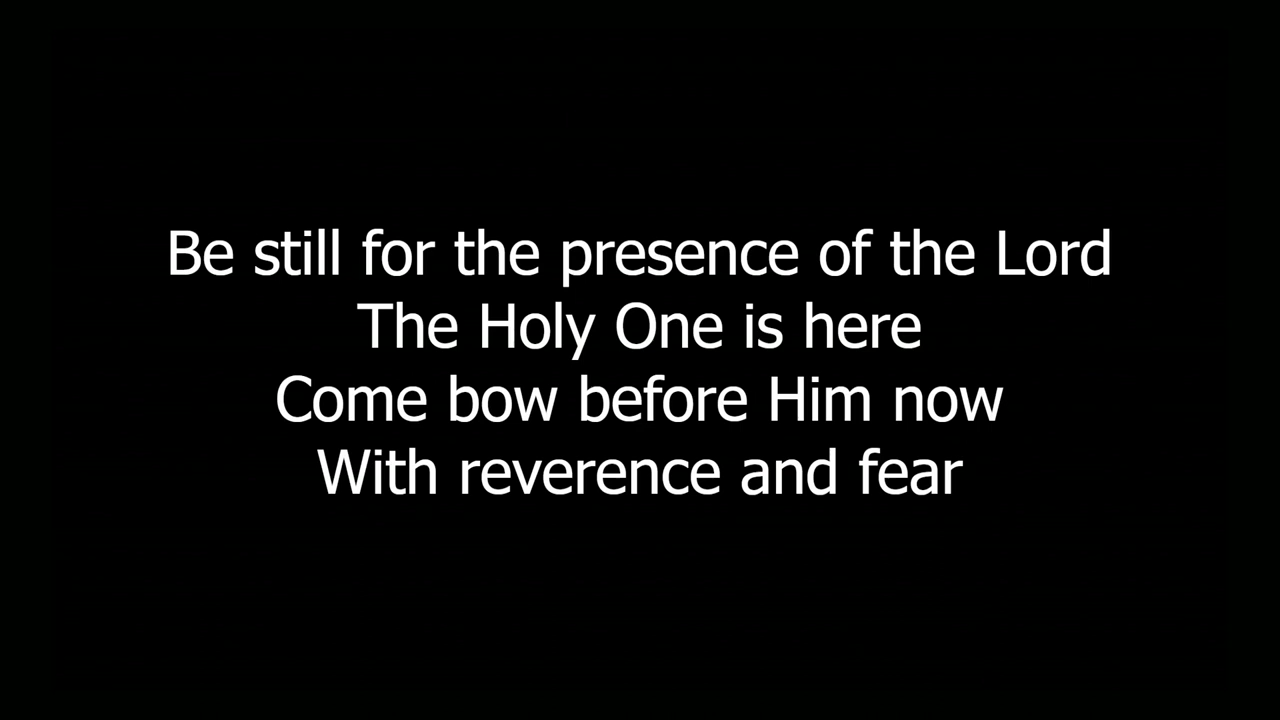 Be still for the presence of the Lord
The Holy One is here
Come bow before Him now
With reverence and fear